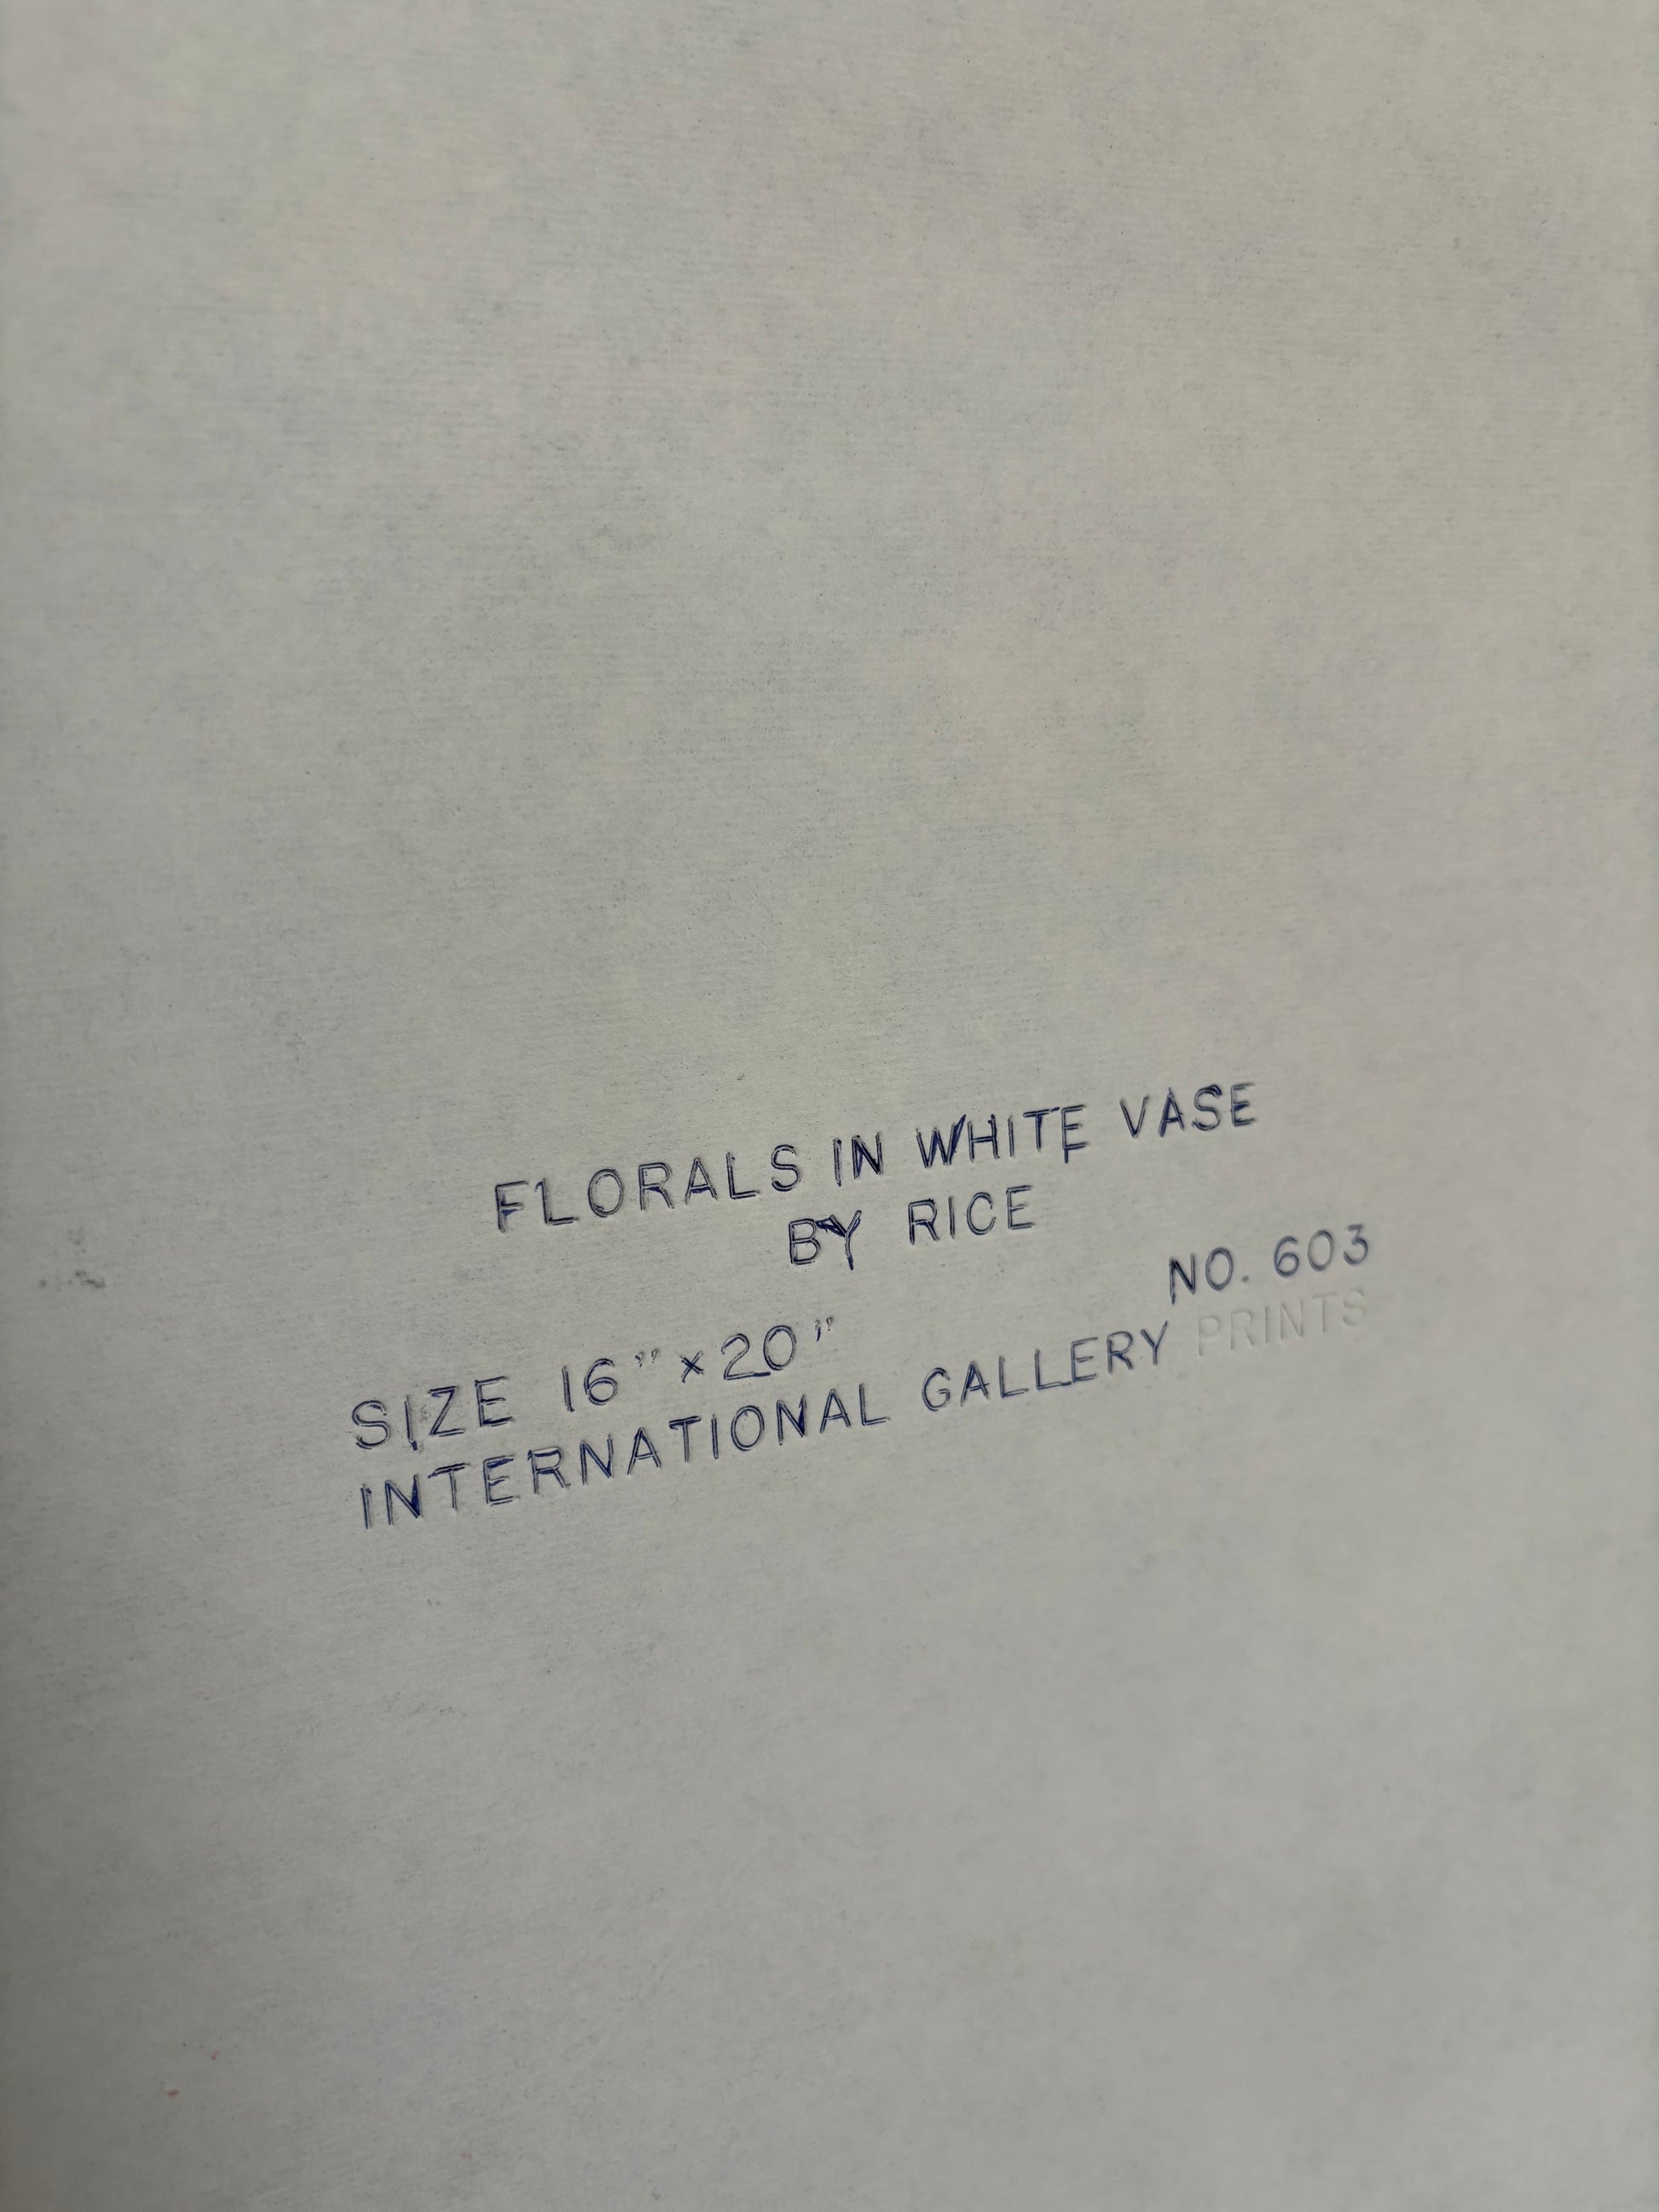 FLORALS IN WHITE VASE
BY RICE
NO. 603
SIZE 16" x 20"
INTERNATIONAL GALLERY PRINTS